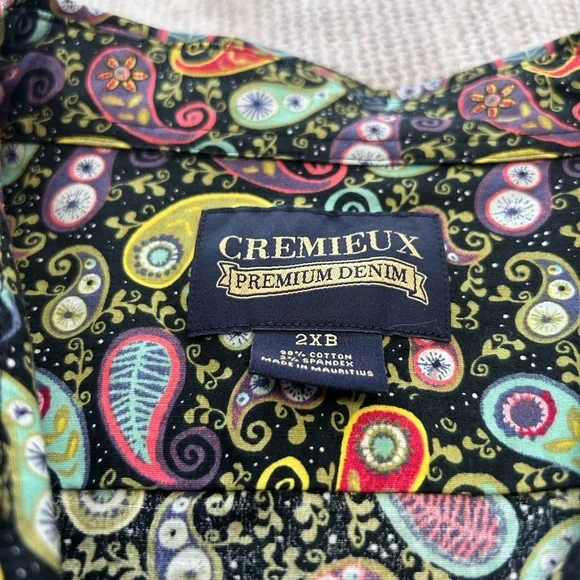 CREMIEUX
PREMIUM DENIM
2XB
98% COTTON
2% SPANDEX
MADE IN MAURITIUS